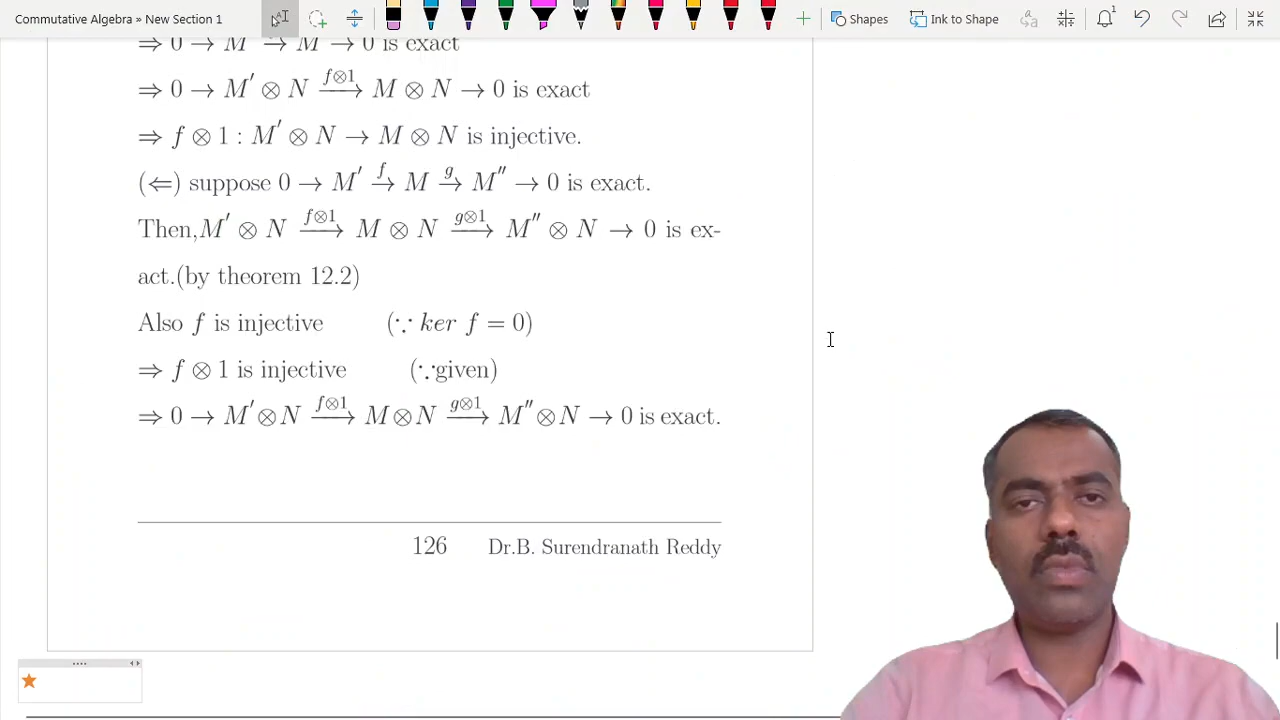 Commutative Algebra » New Section 1
Shapes
Ink to Shape
1
⇒ 0 → M′ → M → 0 is exact
⇒ 0 → M′ ⊗ N —f⊗1→ M ⊗ N → 0 is exact
⇒ f ⊗ 1 : M′ ⊗ N → M ⊗ N is injective.
(⇐) suppose 0 → M′ —f→ M —g→ M″ → 0 is exact.
Then,M′ ⊗ N —f⊗1→ M ⊗ N —g⊗1→ M″ ⊗ N → 0 is ex-
act.(by theorem 12.2)
Also f is injective (∵ ker f = 0)
⇒ f ⊗ 1 is injective (∵given)
⇒ 0 → M′⊗N —f⊗1→ M⊗N —g⊗1→ M″⊗N → 0 is exact.
126 Dr.B. Surendranath Reddy